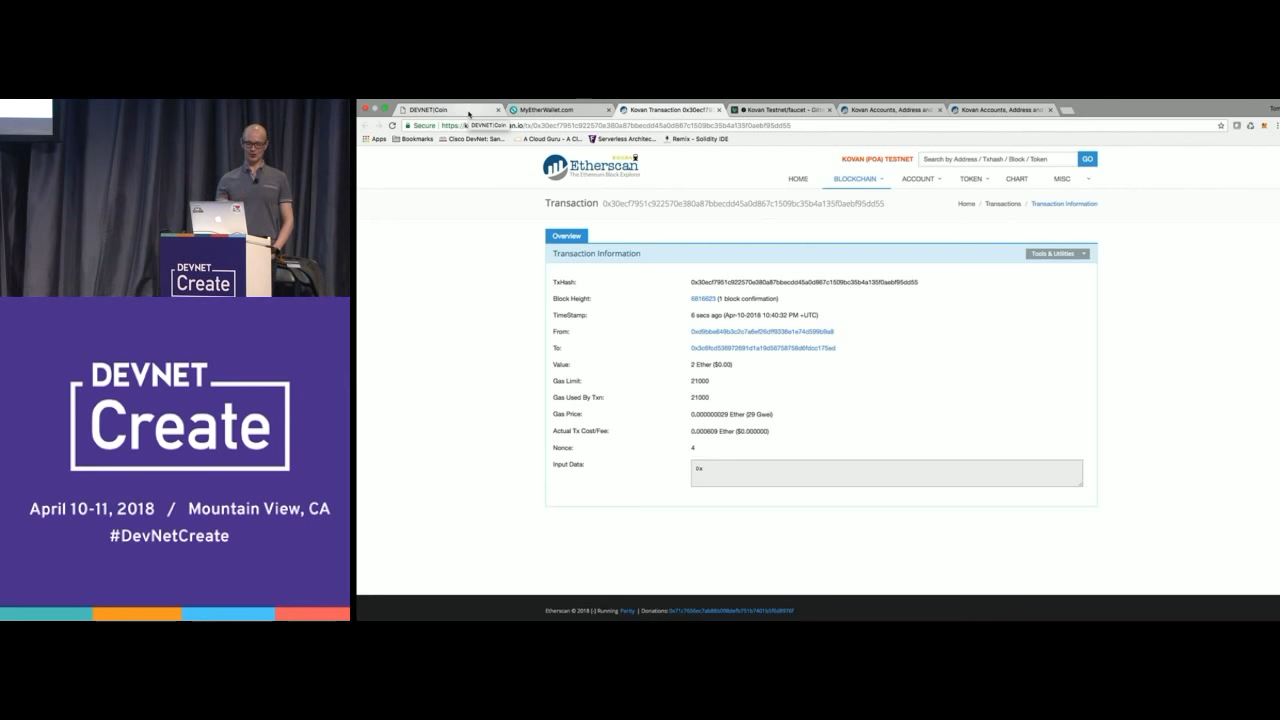 DEVNET
Create
DEVNET
Create
April 10-11, 2018 / Mountain View, CA
#DevNetCreate
DEVNET|Coin
MyEtherWallet.com
Kovan Transaction 0x30ecf79
Kovan Testnet/faucet - Gitte
Kovan Accounts, Address and
Kovan Accounts, Address and
Secure
https://
DEVNET|Coin
Apps
Bookmarks
Cisco DevNet: San...
A Cloud Guru - A Cl...
Serverless Architec...
Remix - Solidity IDE
Etherscan
The Ethereum Block Explorer
KOVAN (POA) TESTNET
Search by Address / Txhash / Block / Token
GO
HOME
BLOCKCHAIN
ACCOUNT
TOKEN
CHART
MISC
Transaction 0x30ecf7951c922570e380a87bbecdd45a0d867c1509bc35b4a135f0aebf95dd55
Home / Transactions / Transaction Information
Overview
Transaction Information
Tools & Utilities
TxHash: 0x30ecf7951c922570e380a87bbecdd45a0d867c1509bc35b4a135f0aebf95dd55
Block Height: 6816623 (1 block confirmation)
TimeStamp: 6 secs ago (Apr-10-2018 10:40:32 PM +UTC)
From:
To:
Value: 2 Ether ($0.00)
Gas Limit: 21000
Gas Used By Txn: 21000
Gas Price: 0.000000029 Ether (29 Gwei)
Actual Tx Cost/Fee: 0.000609 Ether ($0.000000)
Nonce: 4
Input Data: 0x
Etherscan © 2018 [-] Running Parity | Donations: